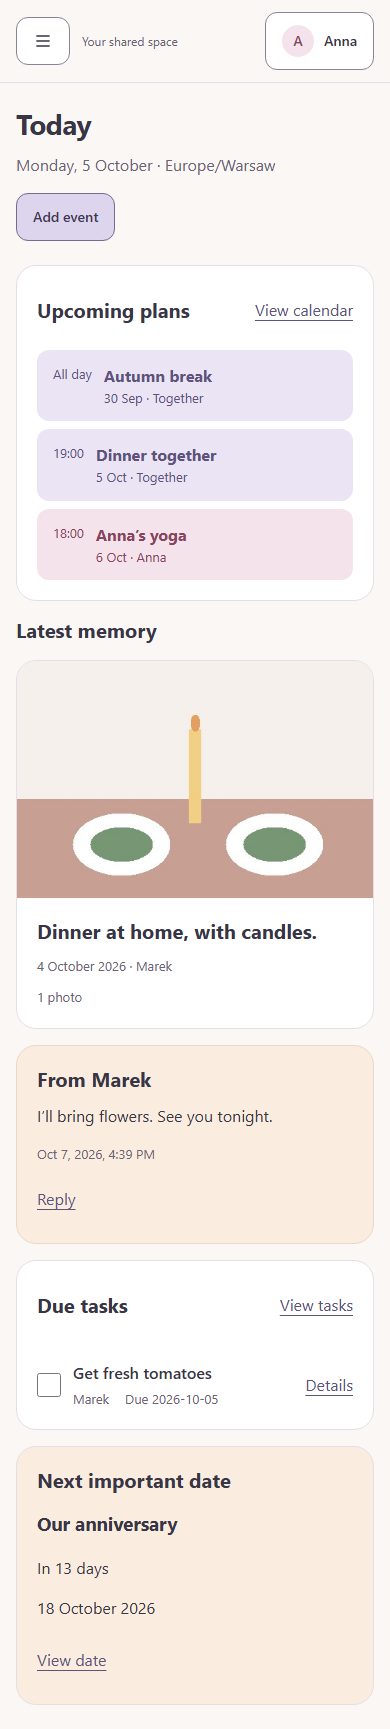 Your shared space
A Anna
Today
Monday, 5 October · Europe/Warsaw
Add event
Upcoming plans View calendar
All day Autumn break
30 Sep · Together
19:00 Dinner together
5 Oct · Together
18:00 Anna’s yoga
6 Oct · Anna
Latest memory
Dinner at home, with candles.
4 October 2026 · Marek
1 photo
From Marek
I’ll bring flowers. See you tonight.
Oct 7, 2026, 4:39 PM
Reply
Due tasks View tasks
Get fresh tomatoes
Marek Due 2026-10-05
Details
Next important date
Our anniversary
In 13 days
18 October 2026
View date